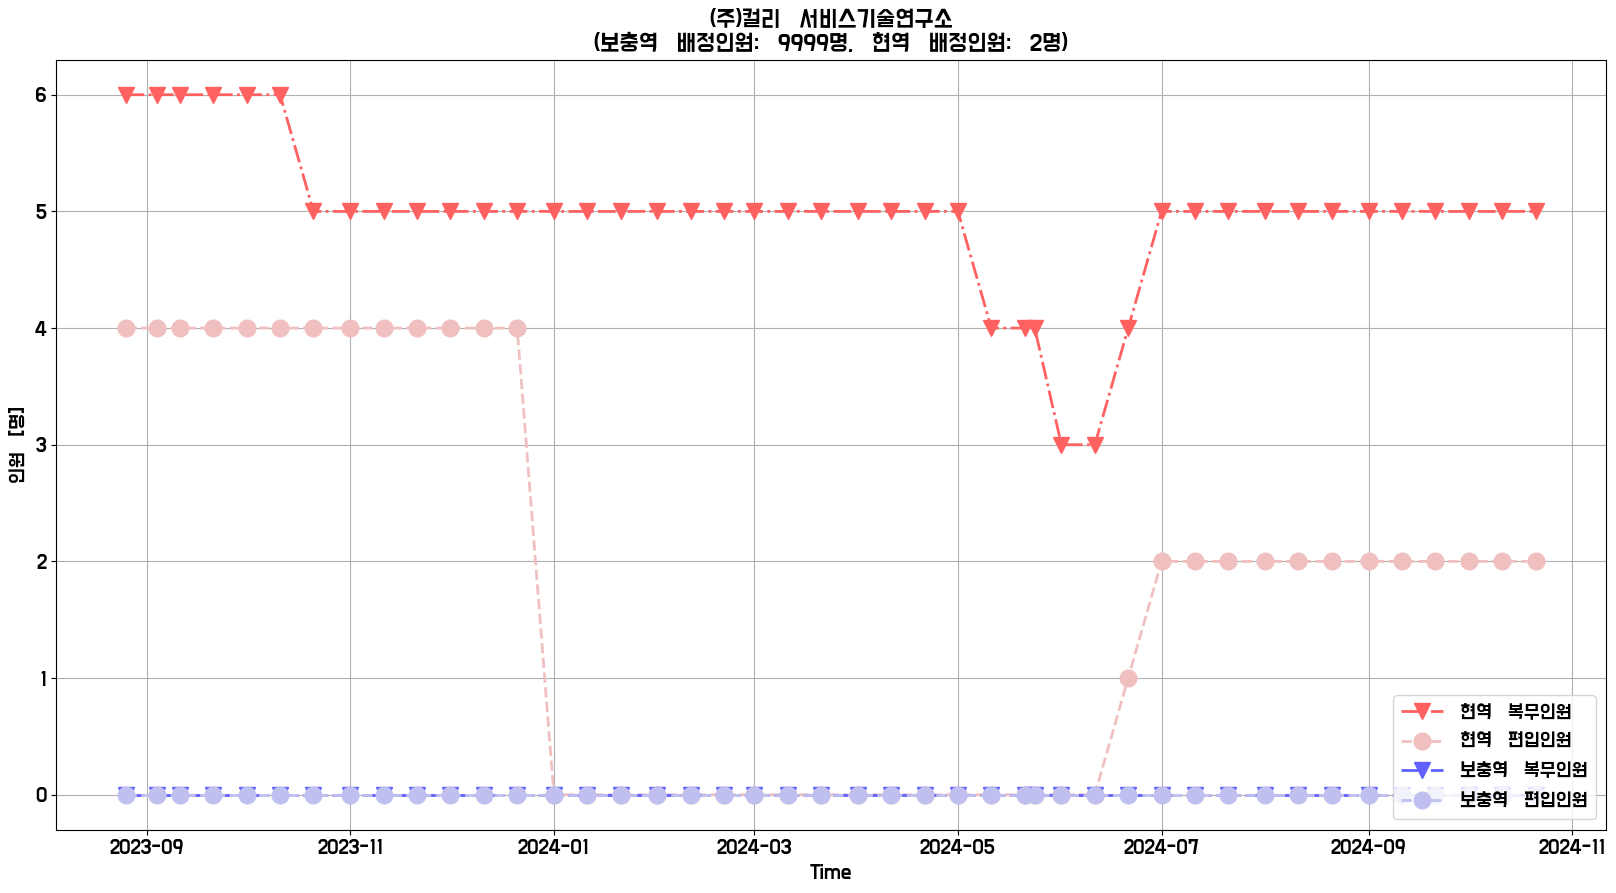 (주)컬리 서비스기술연구소
(보충역 배정인원: 9999명, 현역 배정인원: 2명)
6
5
4
3
2
1
0
인원 [명]
2023-09
2023-11
2024-01
2024-03
2024-05
2024-07
2024-09
2024-11
Time
현역 복무인원
현역 편입인원
보충역 복무인원
보충역 편입인원